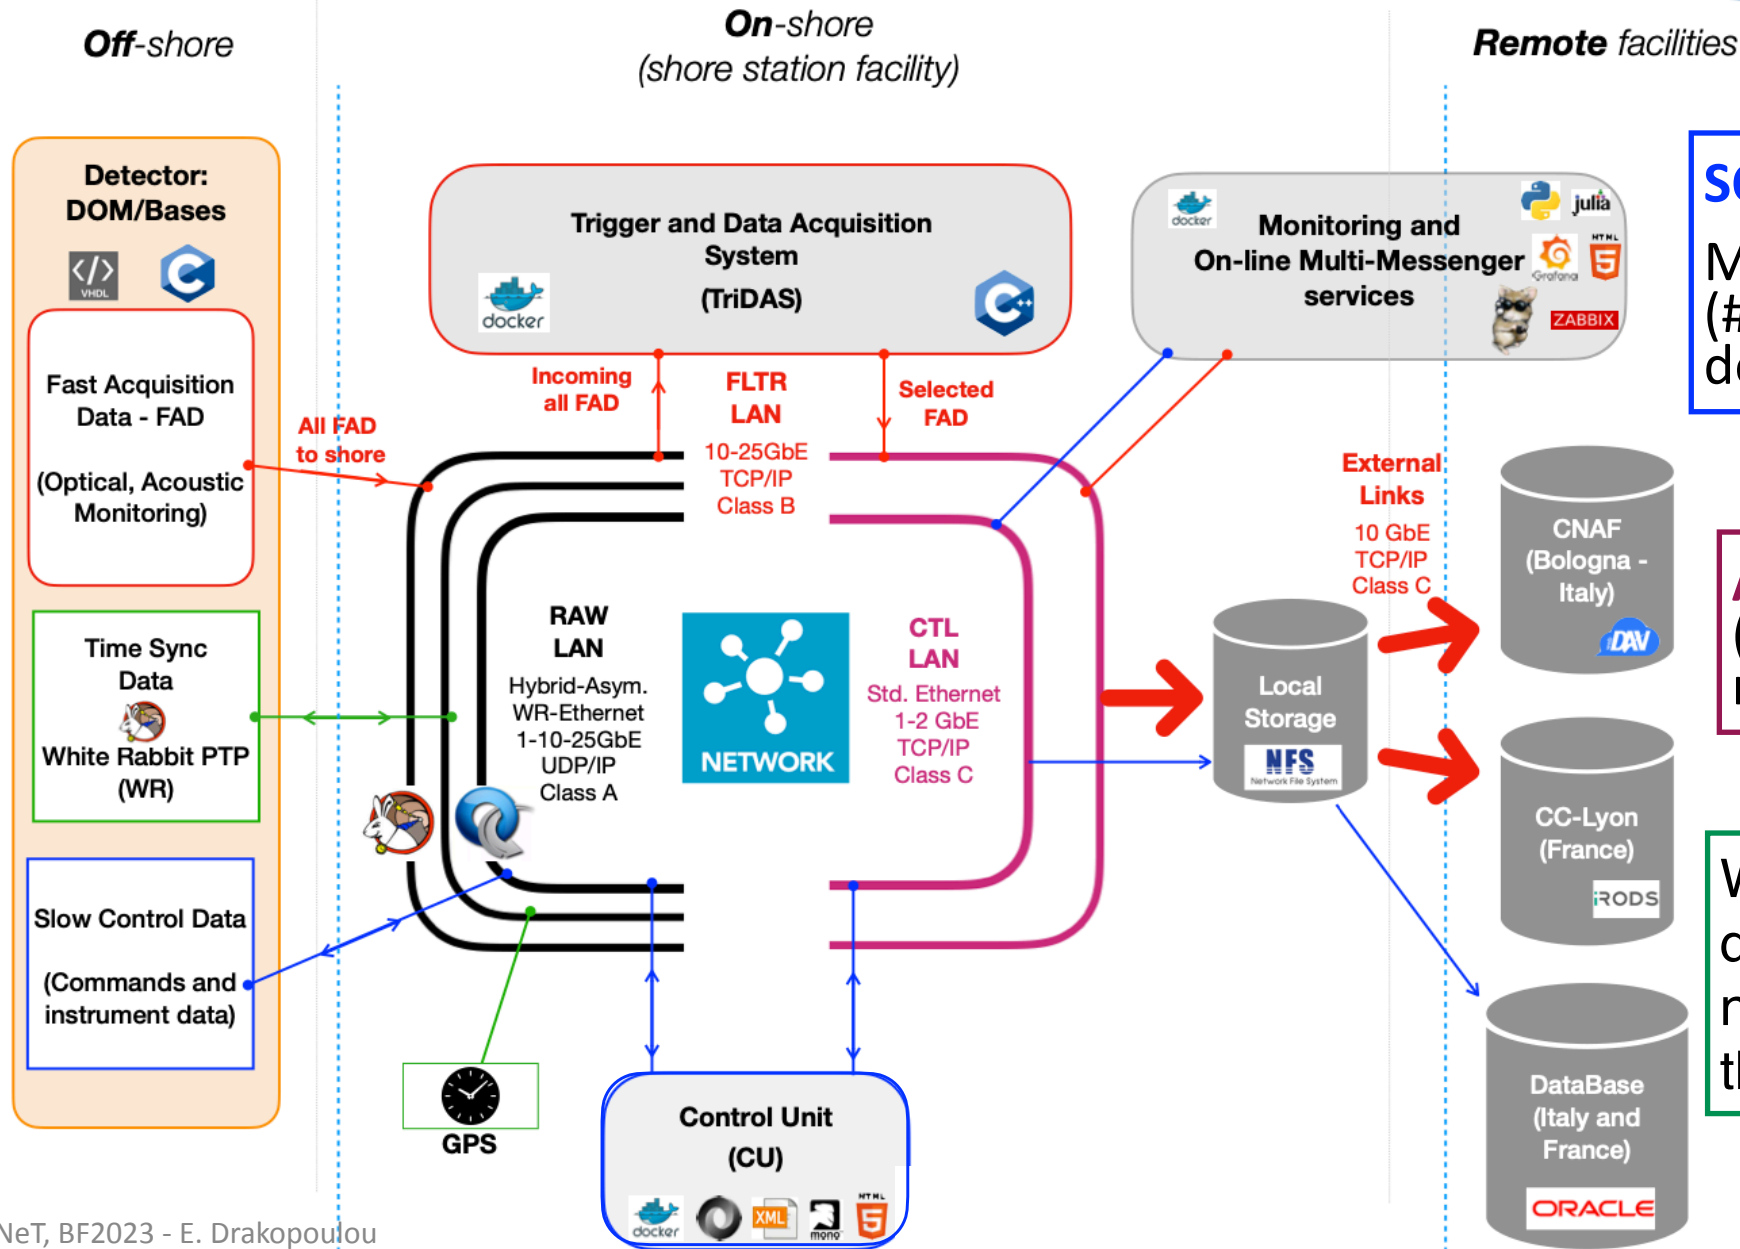 Off-shore
On-shore
(shore station facility)
Remote facilities
Detector:
DOM/Bases
VHDL
C
Fast Acquisition
Data - FAD
(Optical, Acoustic
Monitoring)
All FAD
to shore
Time Sync
Data
White Rabbit PTP
(WR)
Slow Control Data
(Commands and
instrument data)
Trigger and Data Acquisition
System
(TriDAS)
docker
C++
Incoming
all FAD
FLTR
LAN
10-25GbE
TCP/IP
Class B
Selected
FAD
docker
Monitoring and
On-line Multi-Messenger
services
julia
Grafana
HTML
5
ZABBIX
RAW
LAN
Hybrid-Asym.
WR-Ethernet
1-10-25GbE
UDP/IP
Class A
NETWORK
CTL
LAN
Std. Ethernet
1-2 GbE
TCP/IP
Class C
External
Links
10 GbE
TCP/IP
Class C
Local
Storage
NFS
Network File System
CNAF
(Bologna -
Italy)
DAV
CC-Lyon
(France)
iRODS
DataBase
(Italy and
France)
ORACLE
GPS
Control Unit
(CU)
docker
XML
mono
HTML
5
NeT, BF2023 - E. Drakopoulou